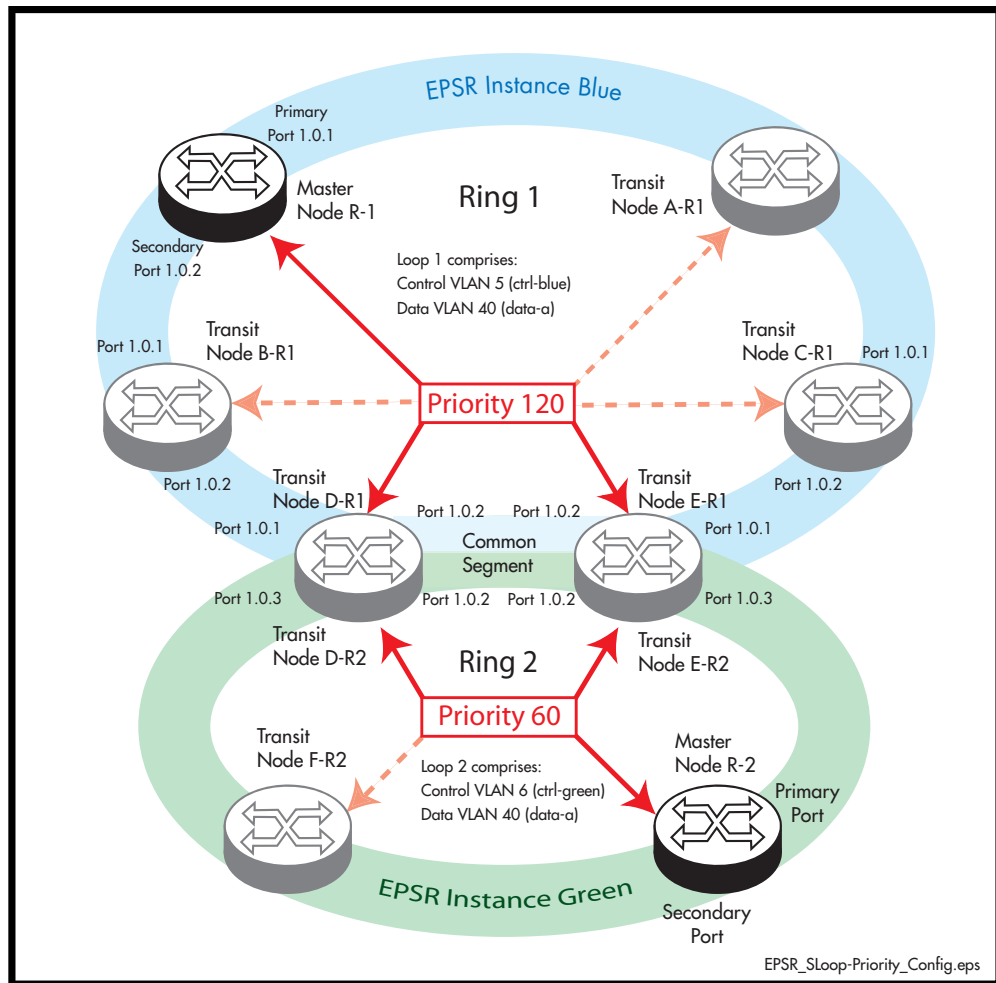 EPSR Instance Blue
Primary
Port 1.0.1
Master
Node R-1
Secondary
Port 1.0.2
Ring 1
Transit
Node A-R1
Loop 1 comprises:
Control VLAN 5 (ctrl-blue)
Data VLAN 40 (data-a)
Port 1.0.1
Transit
Node B-R1
Transit
Node C-R1
Port 1.0.1
Priority 120
Port 1.0.2
Transit
Node D-R1
Transit
Node E-R1
Port 1.0.2
Port 1.0.1
Port 1.0.2
Port 1.0.2
Port 1.0.1
Common
Segment
Port 1.0.3
Port 1.0.2
Port 1.0.2
Port 1.0.3
Transit
Node D-R2
Ring 2
Transit
Node E-R2
Priority 60
Transit
Node F-R2
Loop 2 comprises:
Control VLAN 6 (ctrl-green)
Data VLAN 40 (data-a)
Master
Node R-2
Primary
Port
EPSR Instance Green
Secondary
Port
EPSR_SLoop-Priority_Config.eps